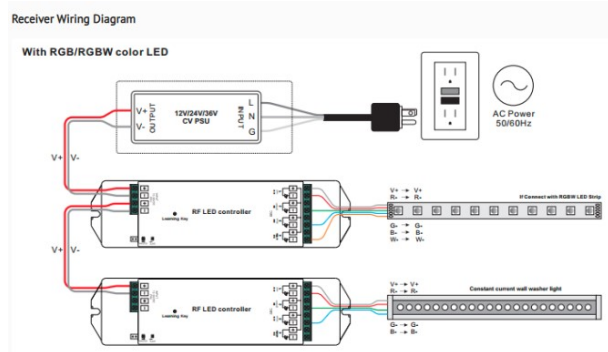 Receiver Wiring Diagram
With RGB/RGBW color LED
V+
V-
OUTPUT
12V/24V/36V
CV PSU
INPUT
L
N
G
AC Power
50/60Hz
V+ V-
RF LED controller
Learning Key
V+ → V+
R- → R-
If Connect with RGBW LED Strip
G- → G-
B- → B-
W- → W-
V+ V-
RF LED controller
Learning Key
V+ → V+
R- → R-
Constant current wall washer light
G- → G-
B- → B-